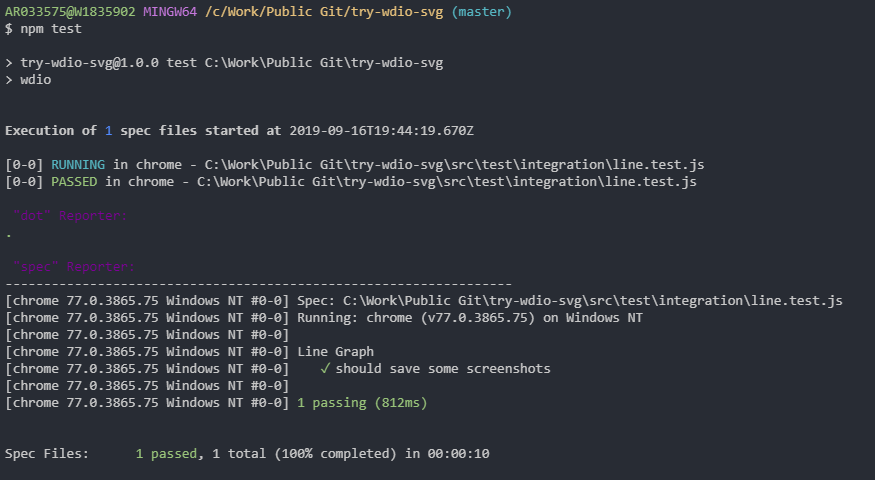 AR033575@W1835902 MINGW64 /c/Work/Public Git/try-wdio-svg (master)
$ npm test
> try-wdio-svg@1.0.0 test C:\Work\Public Git\try-wdio-svg
> wdio
Execution of 1 spec files started at 2019-09-16T19:44:19.670Z
[0-0] RUNNING in chrome - C:\Work\Public Git\try-wdio-svg\src\test\integration\line.test.js
[0-0] PASSED in chrome - C:\Work\Public Git\try-wdio-svg\src\test\integration\line.test.js
"dot" Reporter:
.
"spec" Reporter:
------------------------------------------------------------------
[chrome 77.0.3865.75 Windows NT #0-0] Spec: C:\Work\Public Git\try-wdio-svg\src\test\integration\line.test.js
[chrome 77.0.3865.75 Windows NT #0-0] Running: chrome (v77.0.3865.75) on Windows NT
[chrome 77.0.3865.75 Windows NT #0-0]
[chrome 77.0.3865.75 Windows NT #0-0] Line Graph
[chrome 77.0.3865.75 Windows NT #0-0]    ✓ should save some screenshots
[chrome 77.0.3865.75 Windows NT #0-0]
[chrome 77.0.3865.75 Windows NT #0-0] 1 passing (812ms)
Spec Files:      1 passed, 1 total (100% completed) in 00:00:10